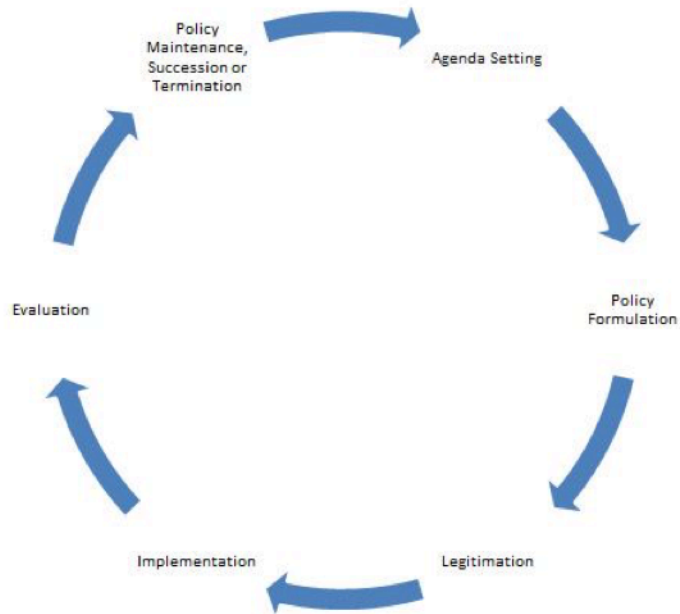 Policy
Maintenance,
Succession or
Termination
Agenda Setting
Policy
Formulation
Legitimation
Implementation
Evaluation